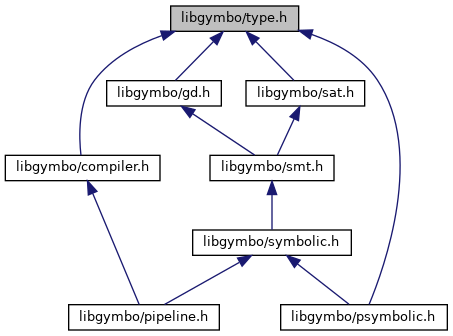 libgymbo/type.h
libgymbo/gd.h
libgymbo/sat.h
libgymbo/compiler.h
libgymbo/smt.h
libgymbo/symbolic.h
libgymbo/pipeline.h
libgymbo/psymbolic.h